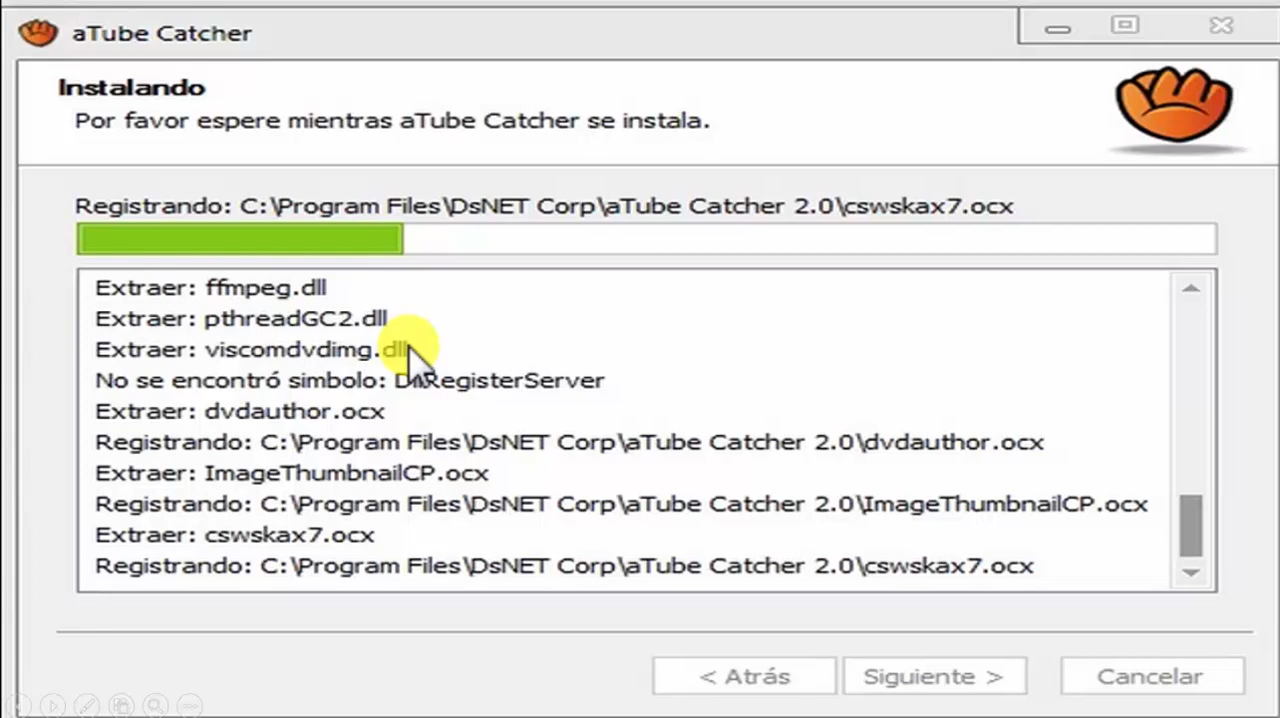 aTube Catcher
Instalando
Por favor espere mientras aTube Catcher se instala.
Registrando: C:\Program Files\DsNET Corp\aTube Catcher 2.0\cswskax7.ocx
Extraer: ffmpeg.dll
Extraer: pthreadGC2.dll
Extraer: viscomdvdimg.dll
No se encontró simbolo: DllRegisterServer
Extraer: dvdauthor.ocx
Registrando: C:\Program Files\DsNET Corp\aTube Catcher 2.0\dvdauthor.ocx
Extraer: ImageThumbnailCP.ocx
Registrando: C:\Program Files\DsNET Corp\aTube Catcher 2.0\ImageThumbnailCP.ocx
Extraer: cswskax7.ocx
Registrando: C:\Program Files\DsNET Corp\aTube Catcher 2.0\cswskax7.ocx
< Atrás
Siguiente >
Cancelar